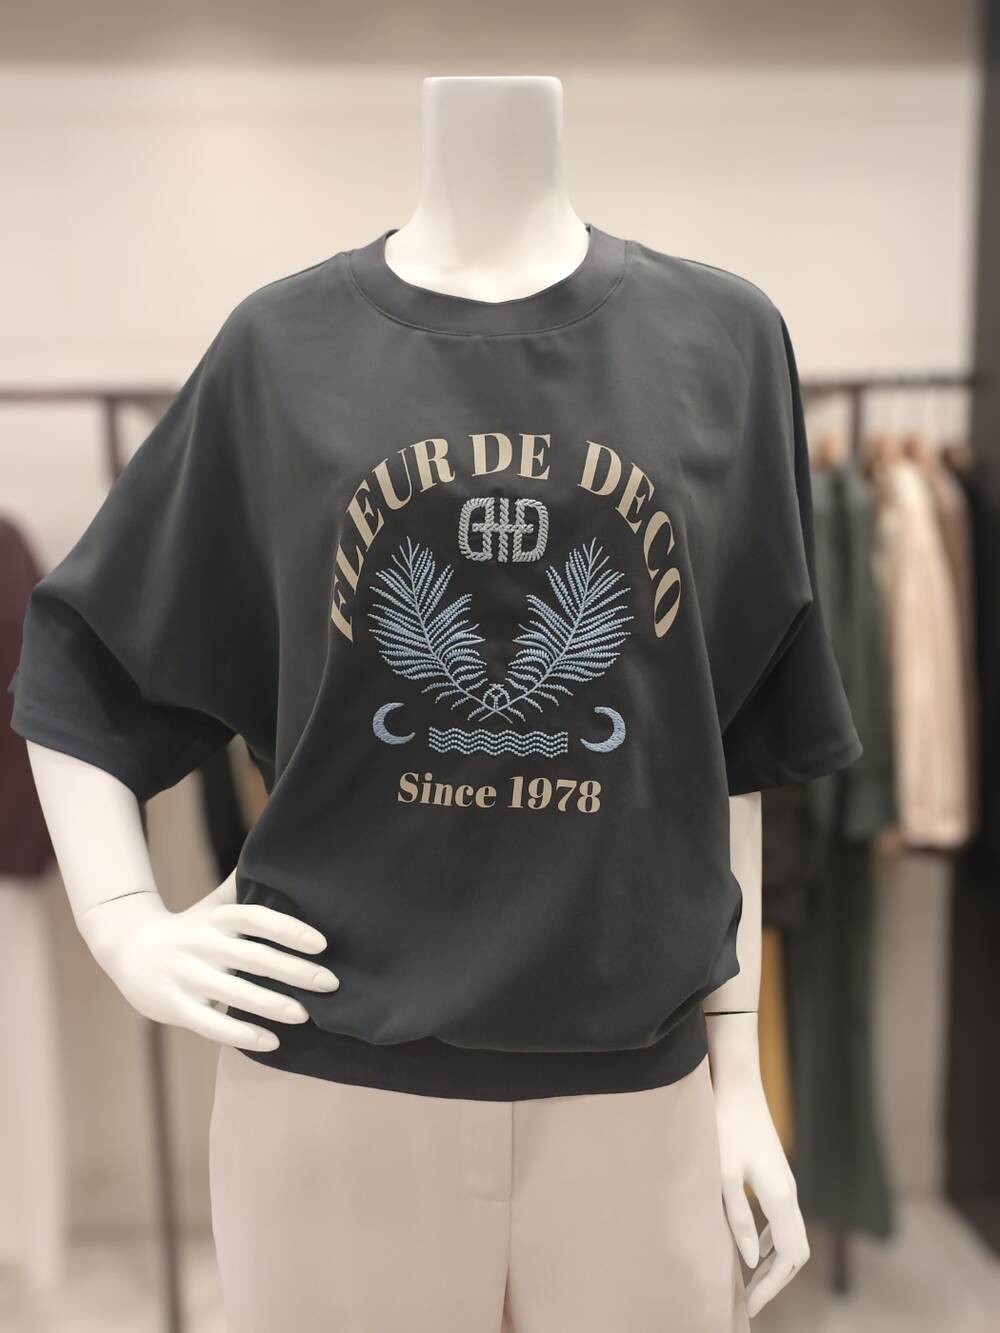 FLEUR DE DECO
Since 1978